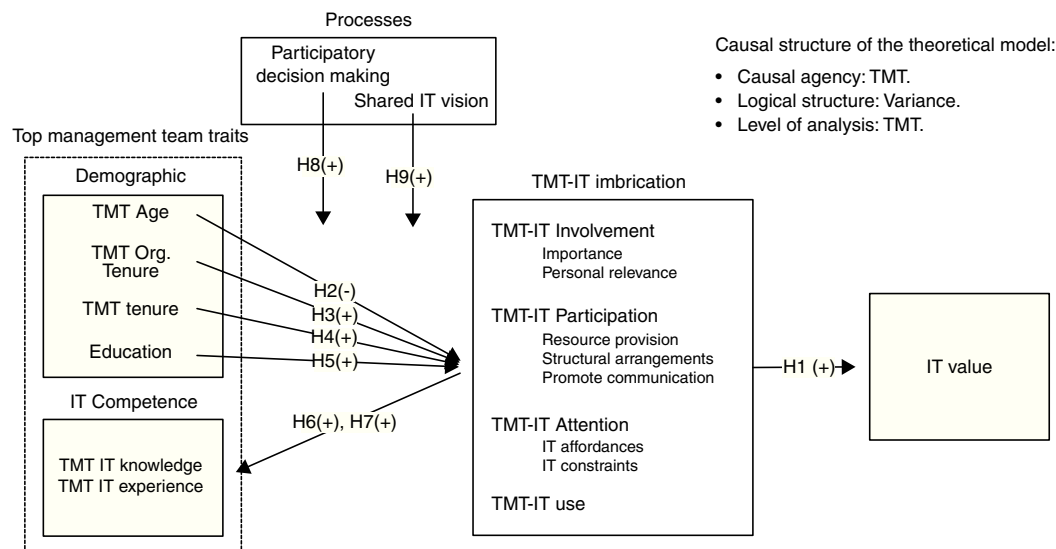 Processes
Participatory
decision making
Shared IT vision
Causal structure of the theoretical model:
• Causal agency: TMT.
• Logical structure: Variance.
• Level of analysis: TMT.
Top management team traits
H8(+)
H9(+)
Demographic
TMT Age
TMT Org.
Tenure
TMT tenure
Education
H2(-)
H3(+)
H4(+)
H5(+)
IT Competence
H6(+), H7(+)
TMT IT knowledge
TMT IT experience
TMT-IT imbrication
TMT-IT Involvement
Importance
Personal relevance
TMT-IT Participation
Resource provision
Structural arrangements
Promote communication
TMT-IT Attention
IT affordances
IT constraints
TMT-IT use
H1 (+)
IT value